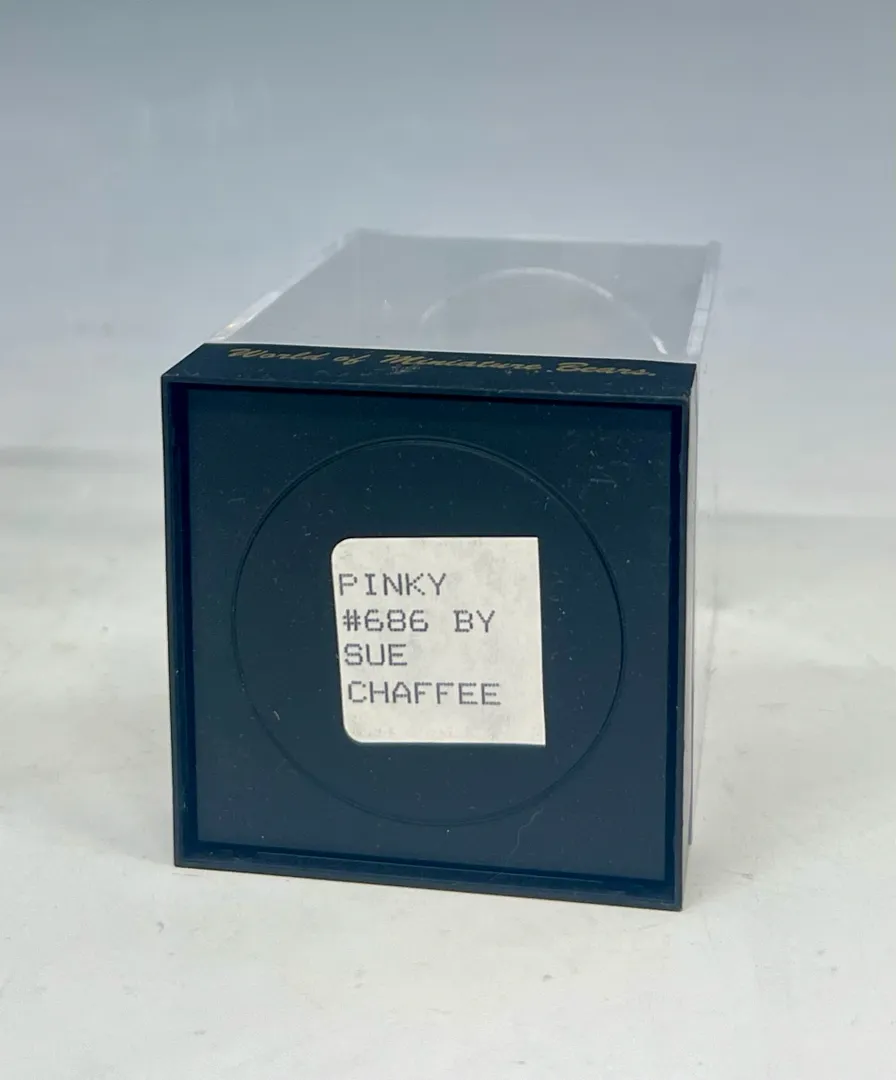 World of Miniature Bears.
PINKY
#686 BY
SUE
CHAFFEE